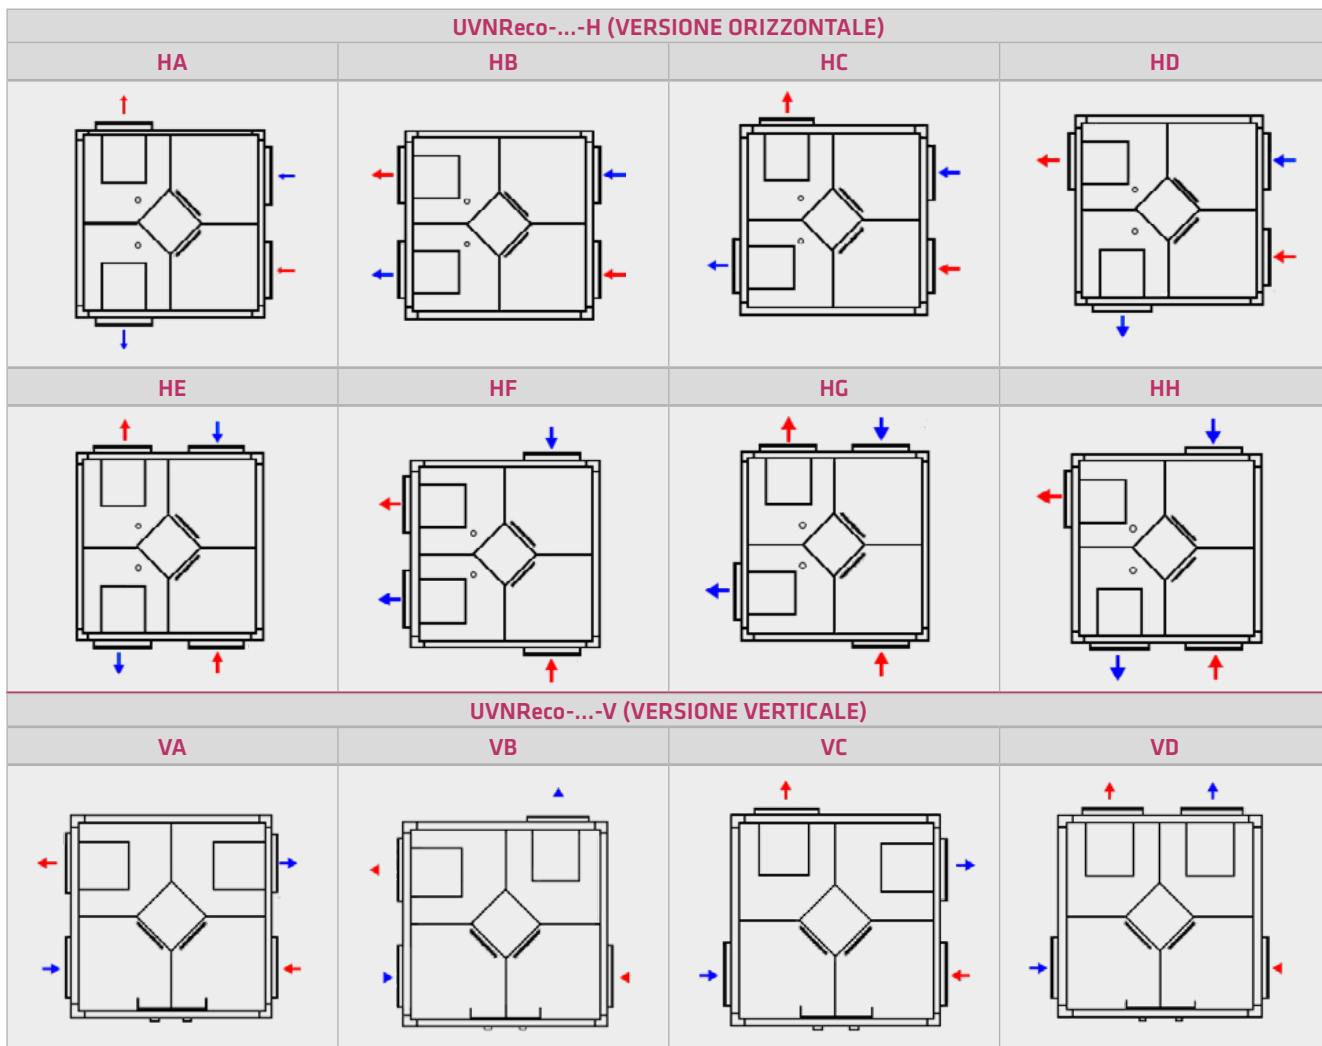 UVNReco-...-H (VERSIONE ORIZZONTALE)
HA HB HC HD
HE HF HG HH
UVNReco-...-V (VERSIONE VERTICALE)
VA VB VC VD